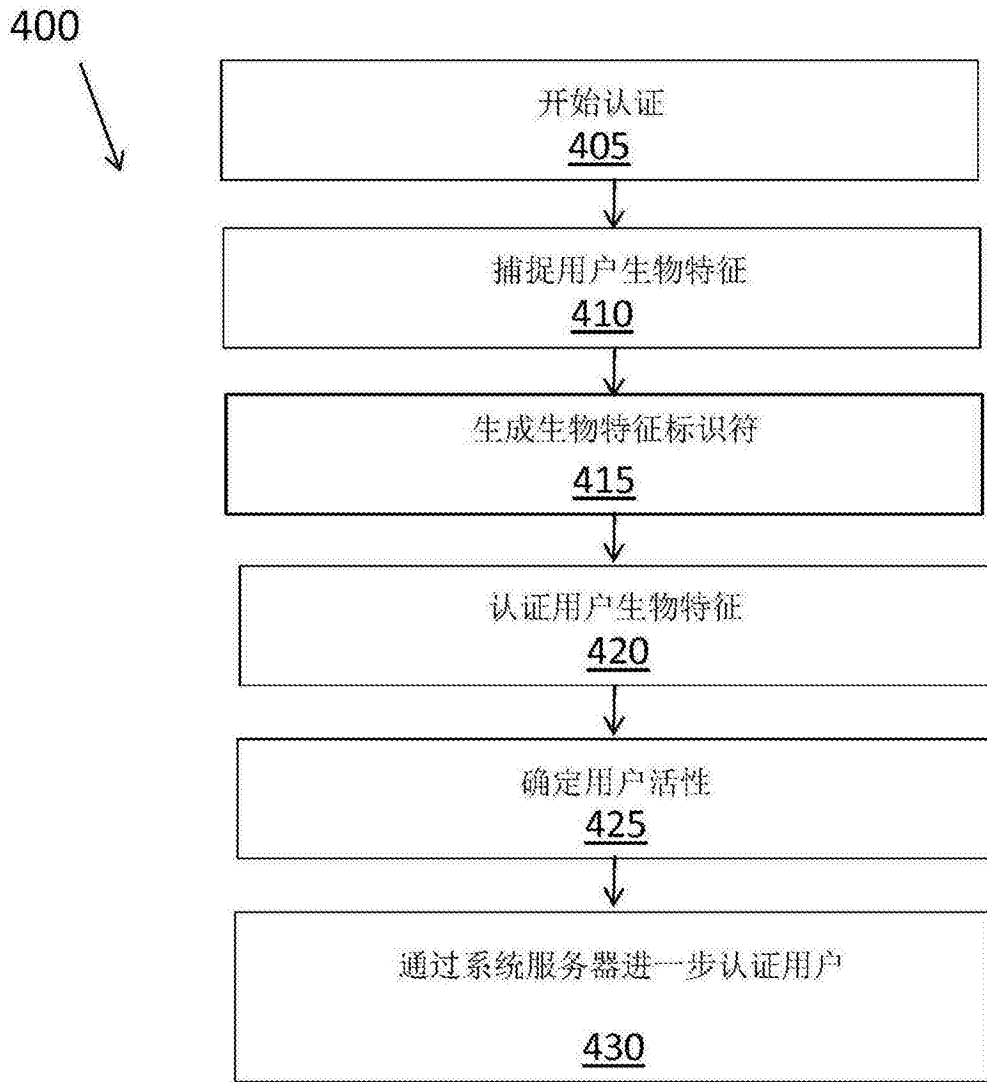 400
开始认证
405
捕捉用户生物特征
410
生成生物特征标识符
415
认证用户生物特征
420
确定用户活性
425
通过系统服务器进一步认证用户
430